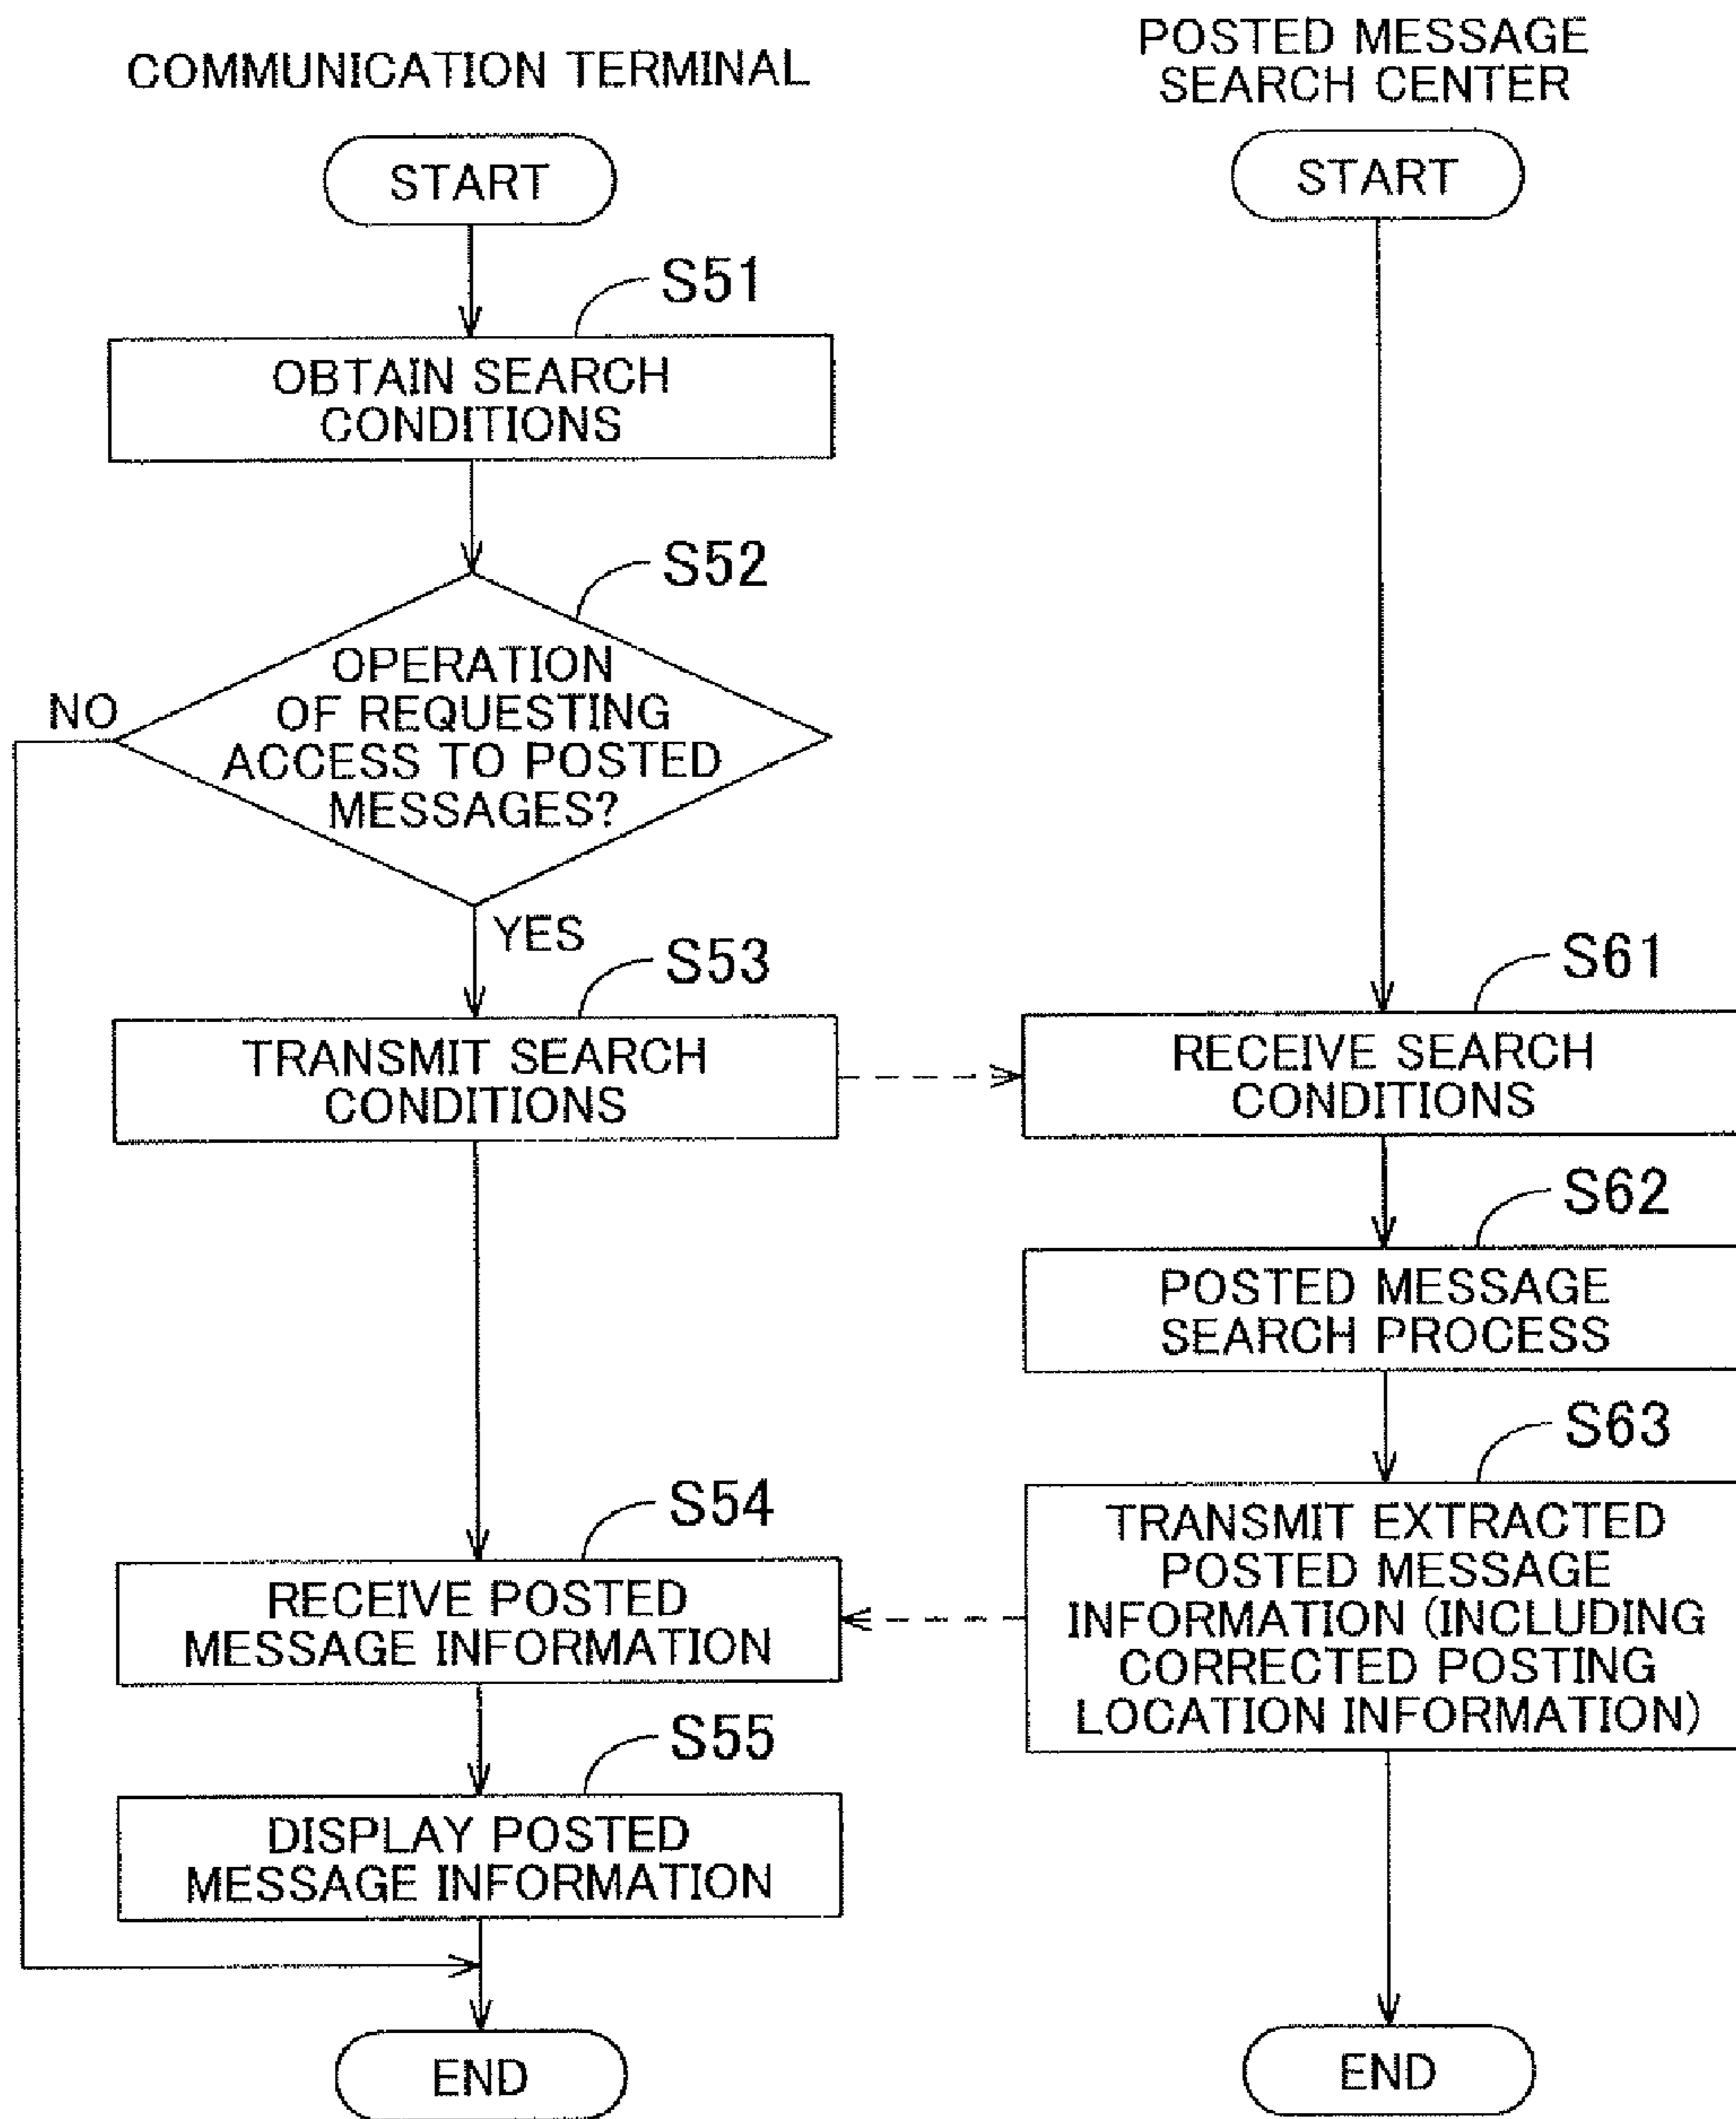 COMMUNICATION TERMINAL
START
S51
OBTAIN SEARCH
CONDITIONS
S52
OPERATION
OF REQUESTING
ACCESS TO POSTED
MESSAGES?
NO
YES
S53
TRANSMIT SEARCH
CONDITIONS
S54
RECEIVE POSTED
MESSAGE INFORMATION
S55
DISPLAY POSTED
MESSAGE INFORMATION
END
POSTED MESSAGE
SEARCH CENTER
START
S61
RECEIVE SEARCH
CONDITIONS
S62
POSTED MESSAGE
SEARCH PROCESS
S63
TRANSMIT EXTRACTED
POSTED MESSAGE
INFORMATION (INCLUDING
CORRECTED POSTING
LOCATION INFORMATION)
END